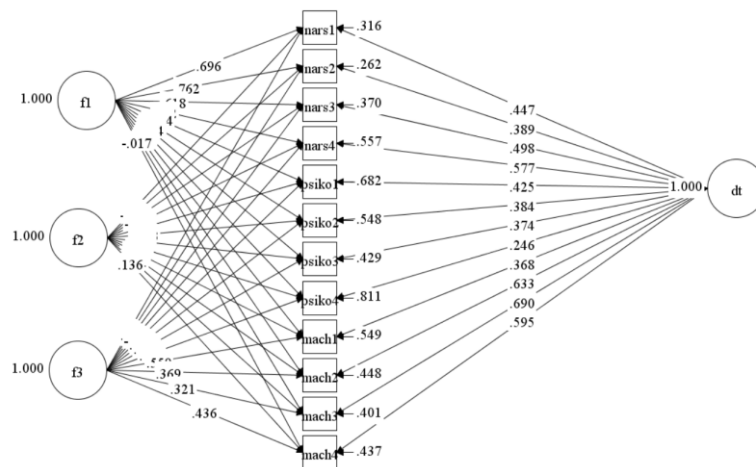 nars1
.316
nars2
.262
nars3
.370
nars4
.557
psiko1
.682
psiko2
.548
psiko3
.429
psiko4
.811
mach1
.549
mach2
.448
mach3
.401
mach4
.437
1.000
f1
.696
.762
-.017
1.000
f2
.136
1.000
f3
.369
.321
.436
.447
.389
.498
.577
.425
.384
.374
.246
.368
.633
.690
.595
1.000
dt